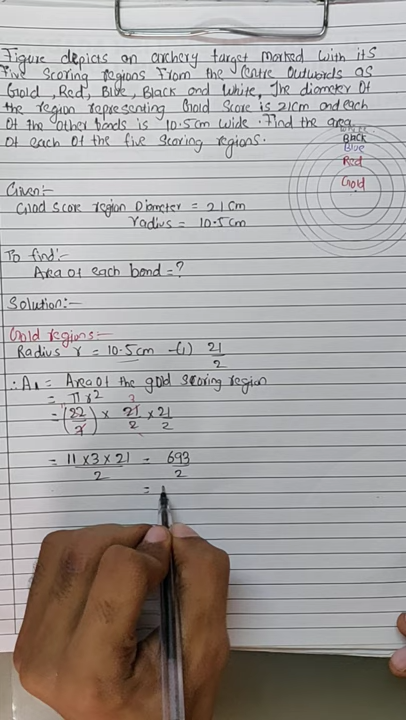 Figure depicts an archery target marked with its
Five Scoring regions From the Centre Outwords as
Gold, Red, Blue, Black and White, The diameter Of
the region representing Gold Score is 21cm and each
Of the other bands is 10.5cm wide. Find the area
of each Of the five Scoring regions.
WHITE
BLACK
Blue
Red
Gold
Given:-
Glod Score region Diameter = 21 cm
radius = 10.5 cm
To find:-
Area of each bond = ?
Solution:-
Gold regions:-
Radius r = 10.5 cm -(1) 21/2
∴ A₁ = Area Of the gold scoring region
= π r²
= (22/7) × 21/2 × 21/2 3
= 11 × 3 × 21/2 = 693/2
=